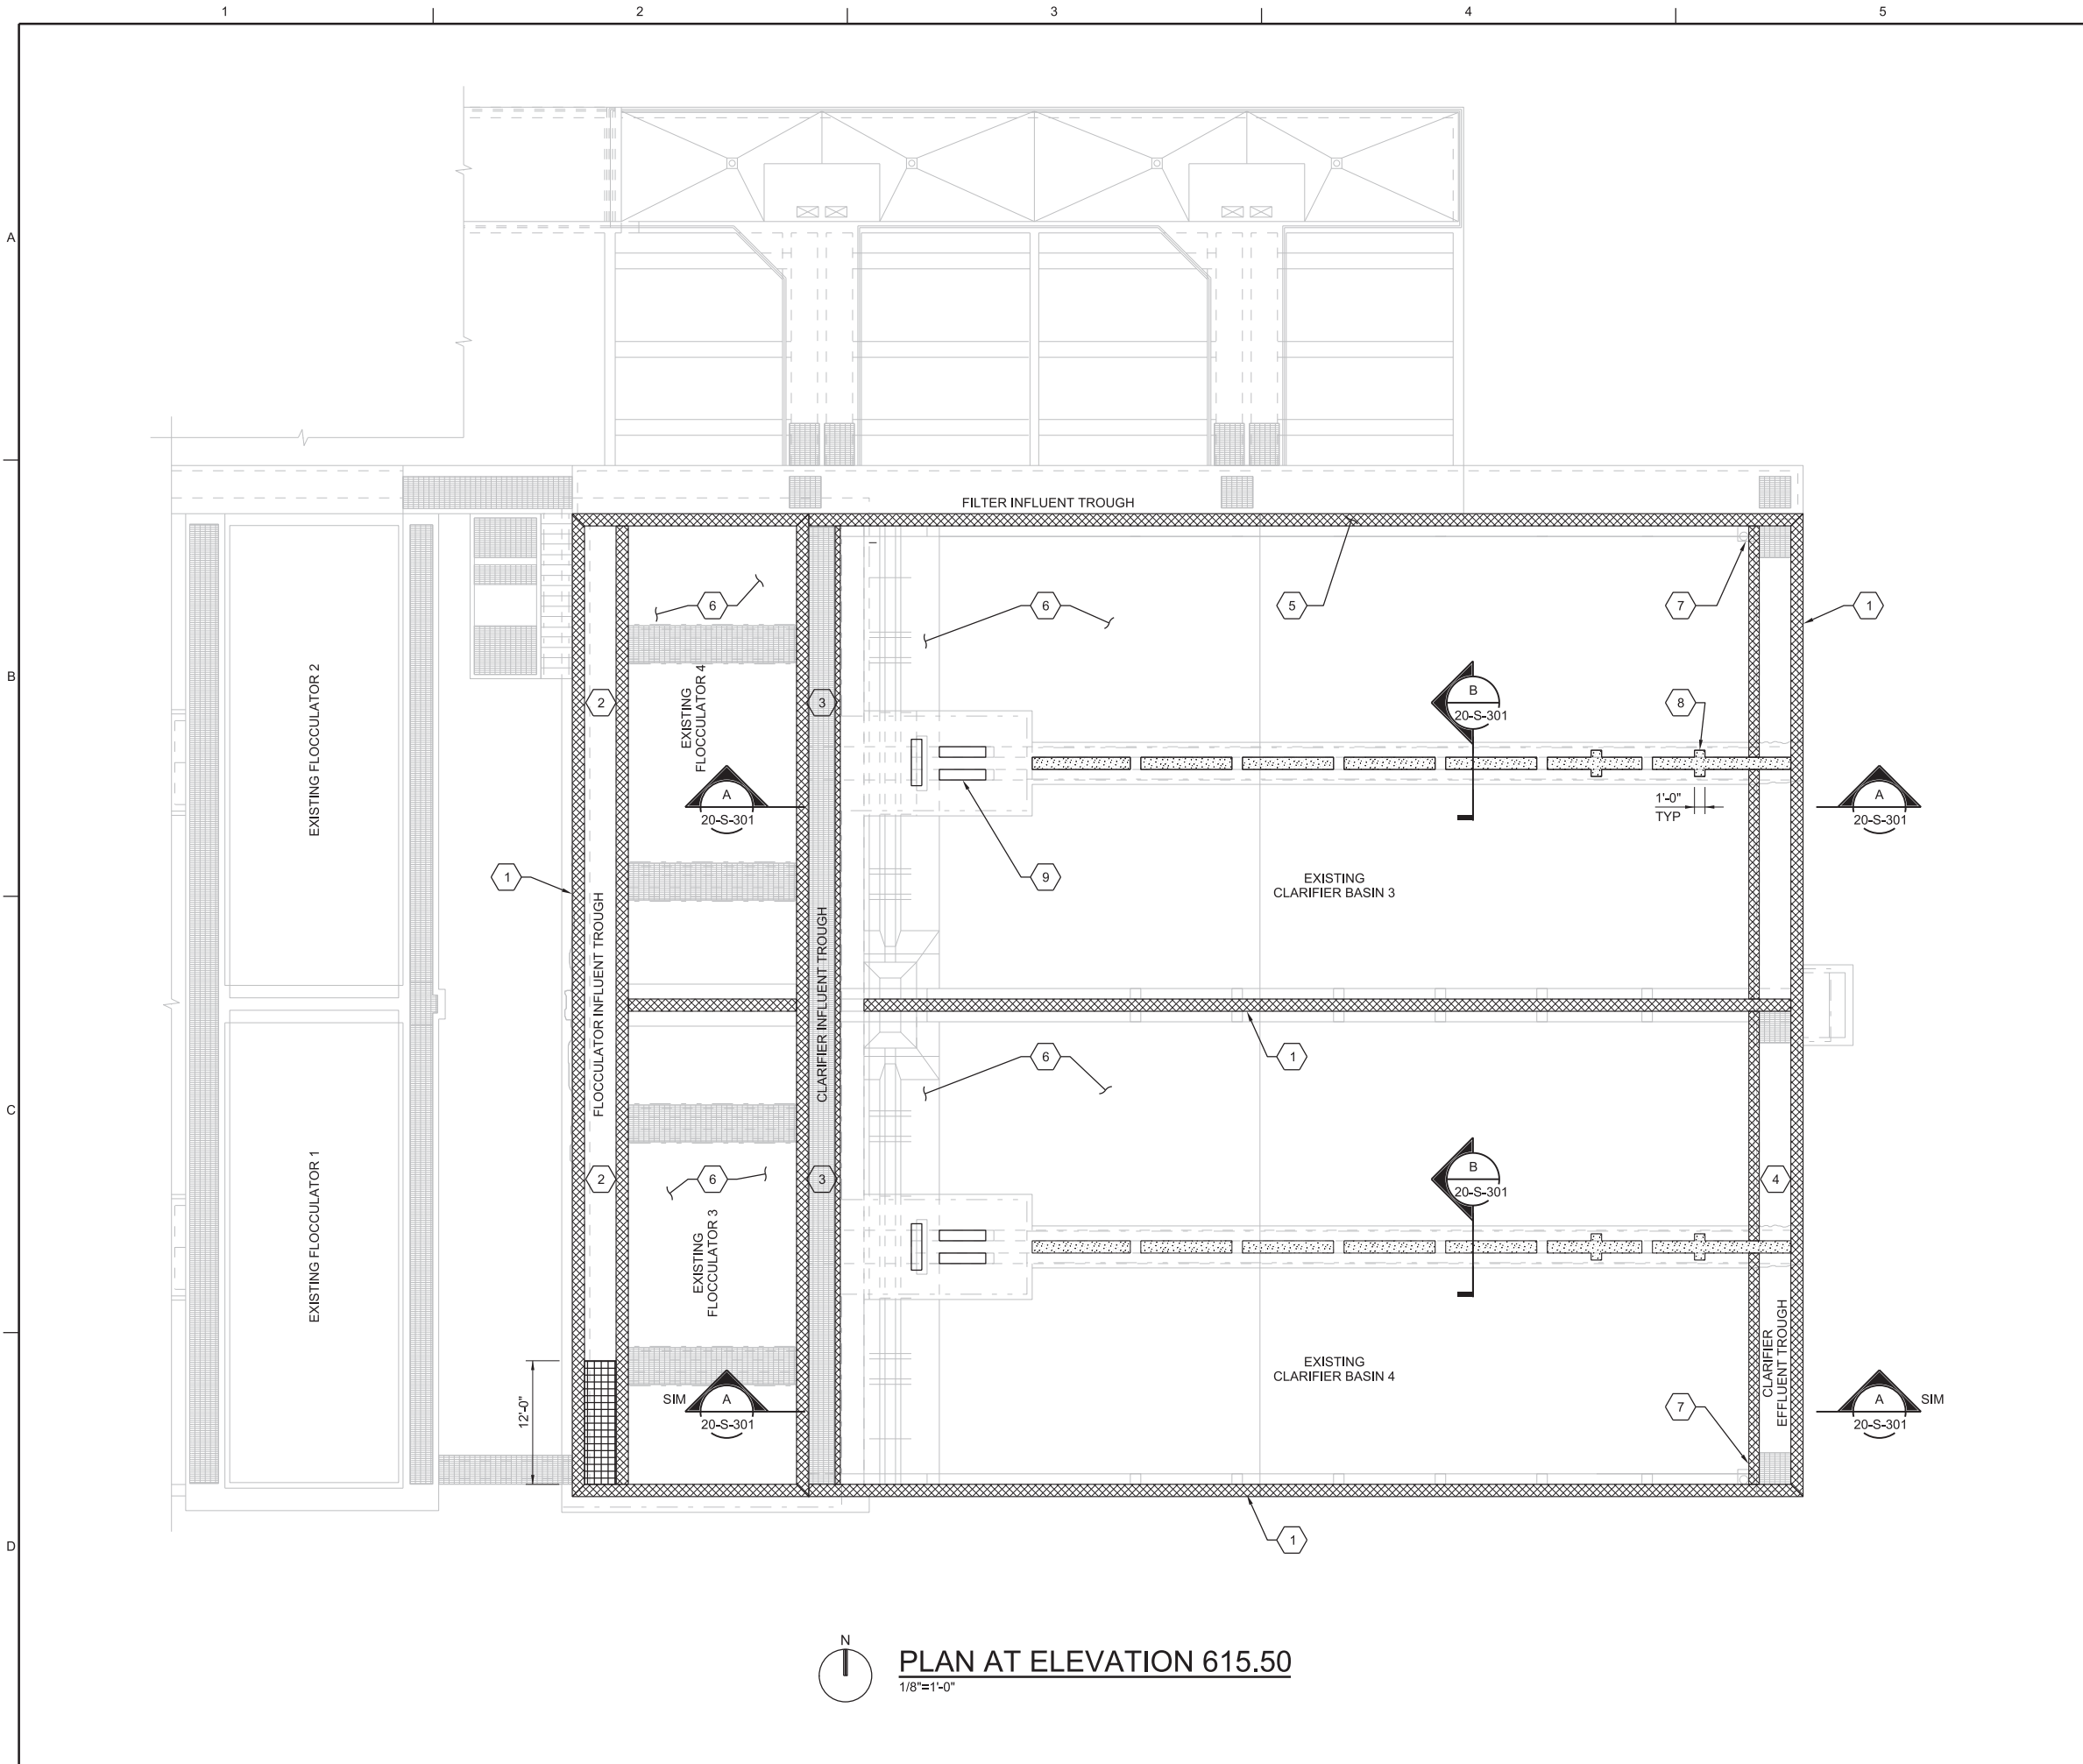 1 2 3 4 5
A
FILTER INFLUENT TROUGH
6 6 5 7 1
B
EXISTING FLOCCULATOR 2
2
EXISTING
FLOCCULATOR 4
3
B
20-S-301
8
A
20-S-301
1'-0"
TYP
A
20-S-301
1
9
EXISTING
CLARIFIER BASIN 3
FLOCCULATOR INFLUENT TROUGH
CLARIFIER INFLUENT TROUGH
6
1
C
EXISTING FLOCCULATOR 1
2
6
3
B
20-S-301
4
EXISTING
FLOCCULATOR 3
CLARIFIER
EFFLUENT TROUGH
EXISTING
CLARIFIER BASIN 4
12'-0"
SIM
A
20-S-301
7
A
SIM
20-S-301
D
1
N
PLAN AT ELEVATION 615.50
1/8"=1'-0"